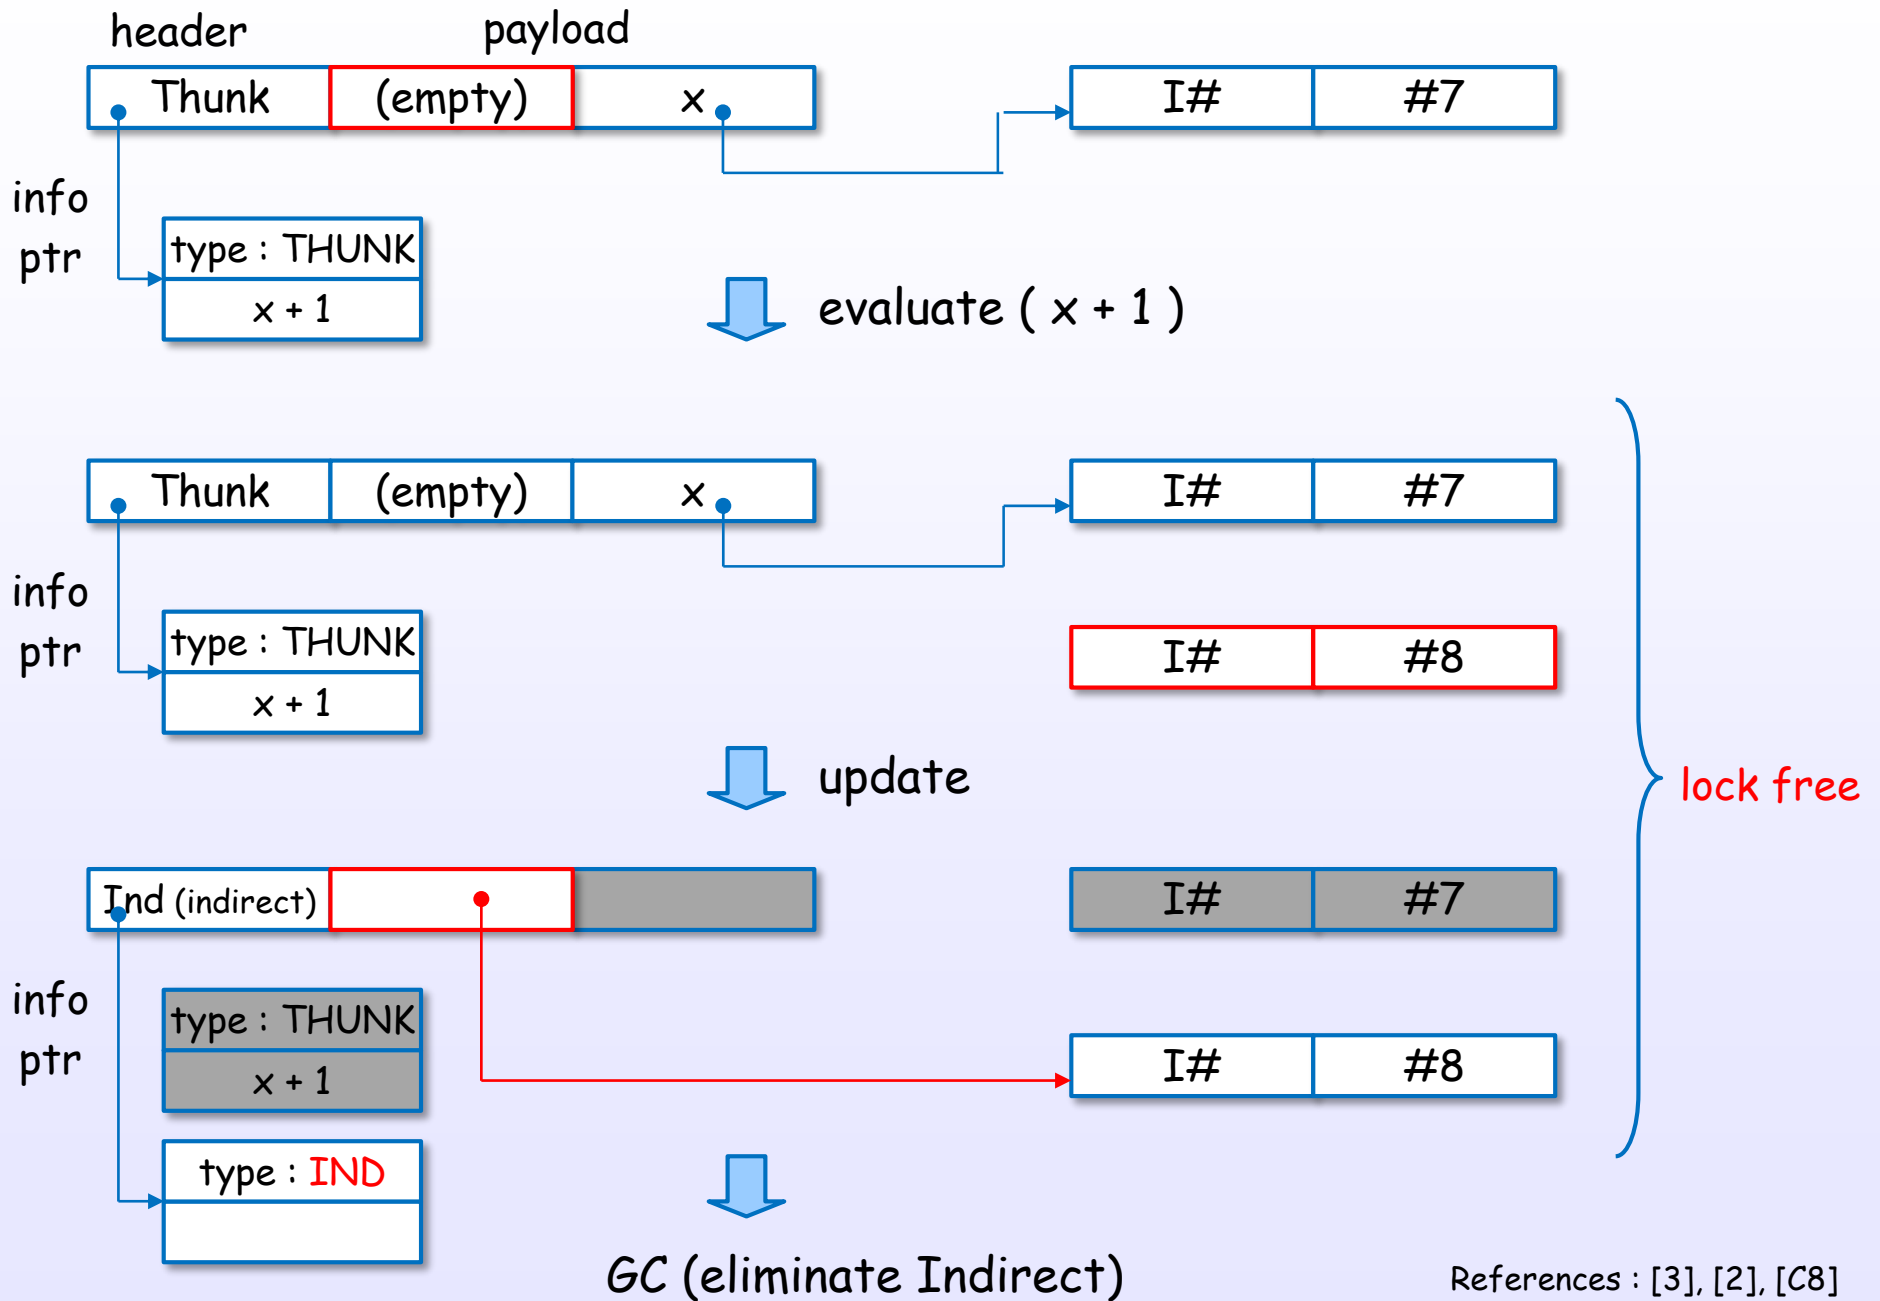 header payload
Thunk (empty) x I# #7
info
ptr
type : THUNK
x + 1
evaluate ( x + 1 )
Thunk (empty) x I# #7
info
ptr
type : THUNK
x + 1
I# #8
update
lock free
Ind (indirect) I# #7
info
ptr
type : THUNK
x + 1
I# #8
type : IND
GC (eliminate Indirect)
References : [3], [2], [C8]